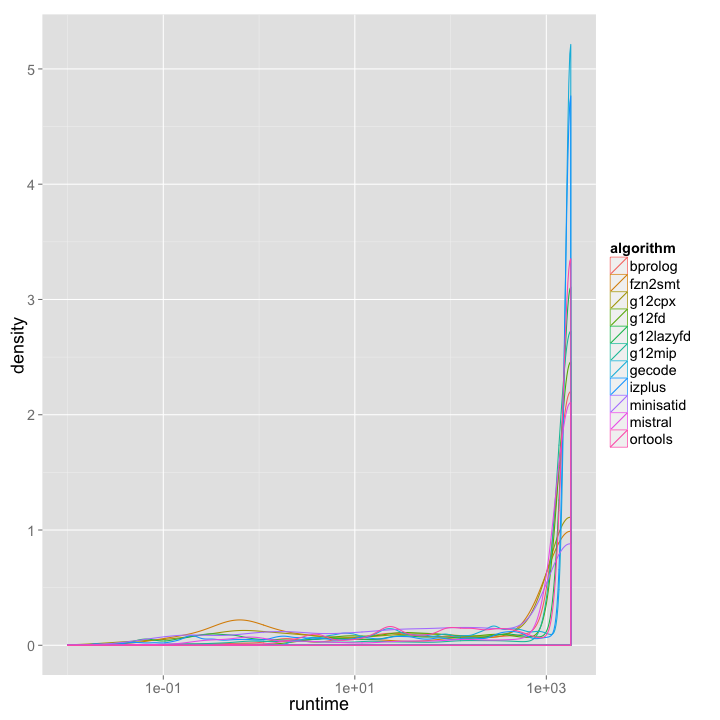 5
4
3
2
1
0
density
1e-01
1e+01
1e+03
runtime
algorithm
bprolog
fzn2smt
g12cpx
g12fd
g12lazyfd
g12mip
gecode
izplus
minisatid
mistral
ortools